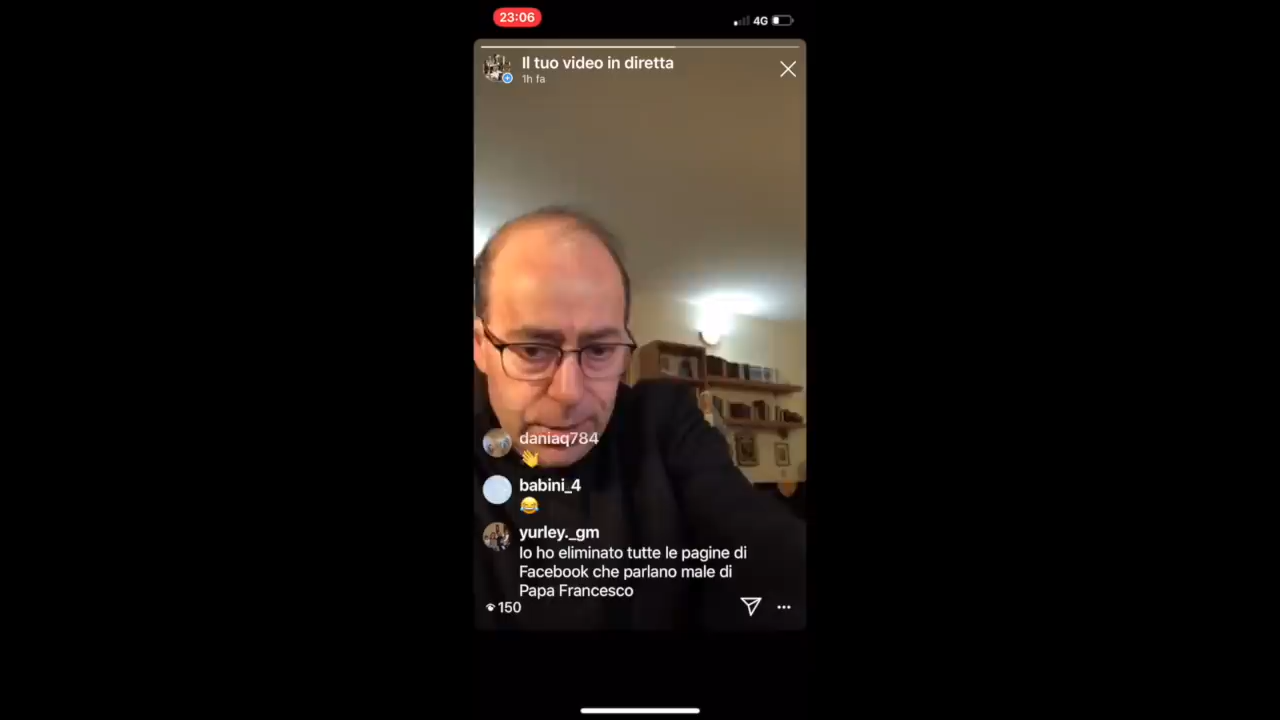 23:06
4G
Il tuo video in diretta
1h fa
daniaq784
👋
babini_4
😂
yurley._gm
Io ho eliminato tutte le pagine di
Facebook che parlano male di
Papa Francesco
150